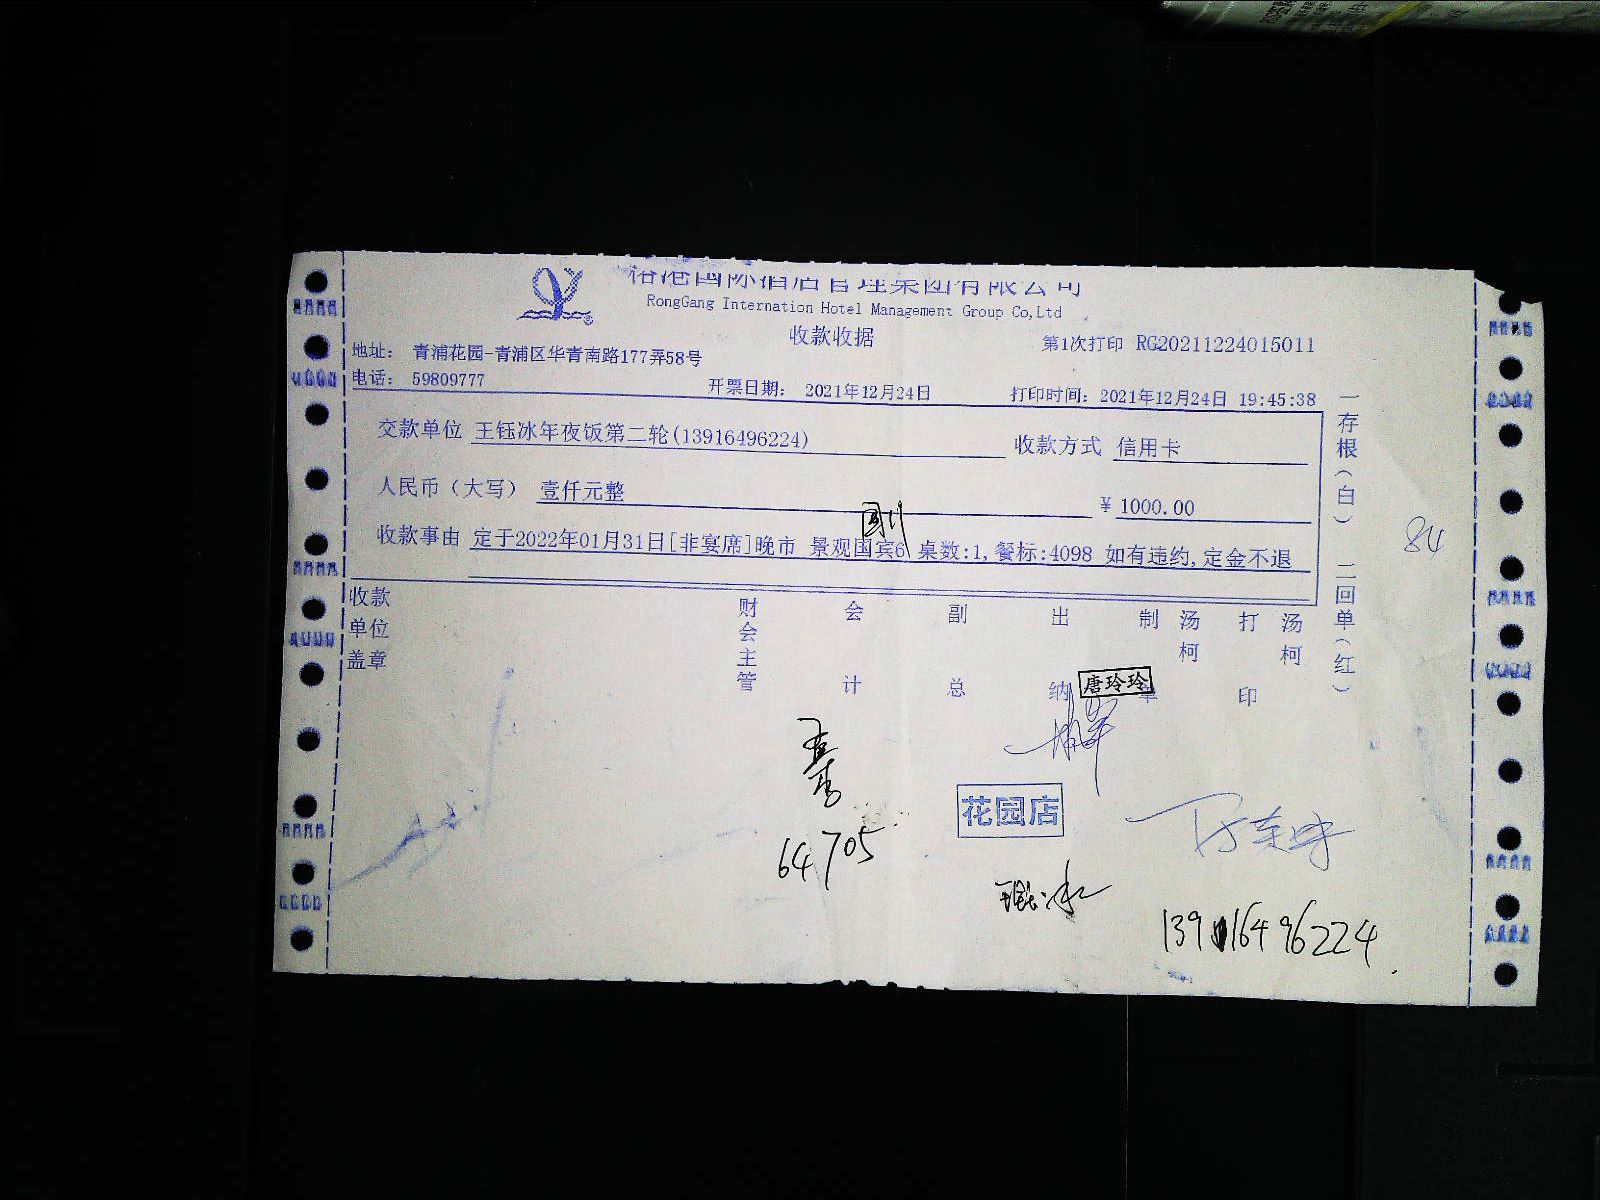 港国际酒店管理集团有限公司
RongGang Internation Hotel Management Group Co,Ltd
收款收据
第1次打印 RG20211224015011
地址： 青浦花园-青浦区华青南路177弄58号
电话： 59809777
开票日期： 2021年12月24日
打印时间：2021年12月24日 19:45:38
交款单位 王钰冰年夜饭第二轮(13916496224)
收款方式 信用卡
人民币（大写） 壹仟元整
¥ 1000.00
收款事由 定于2022年01月31日[非宴席]晚市 景观国宾6 桌数:1,餐标:4098 如有违约,定金不退
一存根（白） 二回单（红）
84
收款单位盖章
财会主管
会计
副总
出纳
制单 汤柯
打印 汤柯
唐玲玲
花园店
64705
13916496224